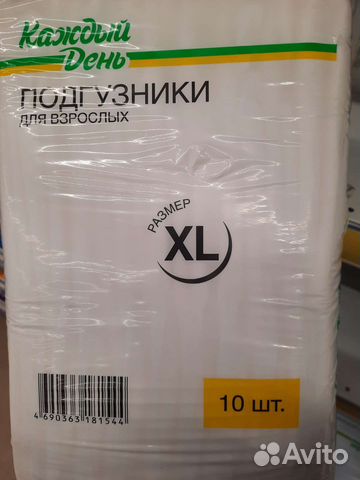 Каждый
День
ПОДГУЗНИКИ
ДЛЯ ВЗРОСЛЫХ
РАЗМЕР
XL
10 шт.
4 690363 181544
Avito